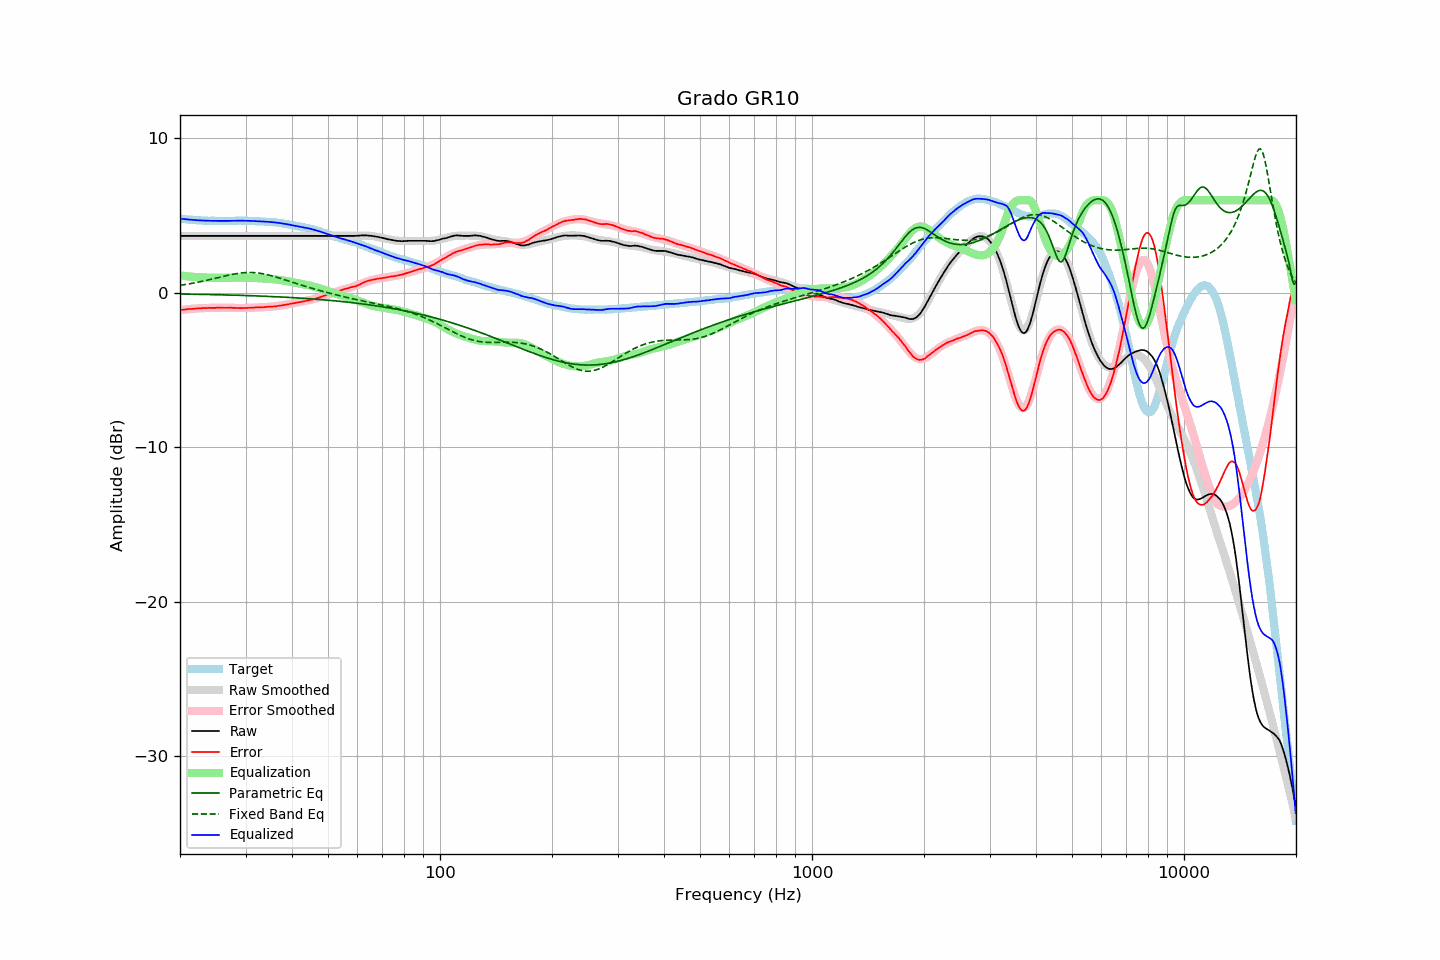 Grado GR10
10
0
−10
−20
−30
Amplitude (dBr)
100
1000
10000
Frequency (Hz)
Target
Raw Smoothed
Error Smoothed
Raw
Error
Equalization
Parametric Eq
Fixed Band Eq
Equalized